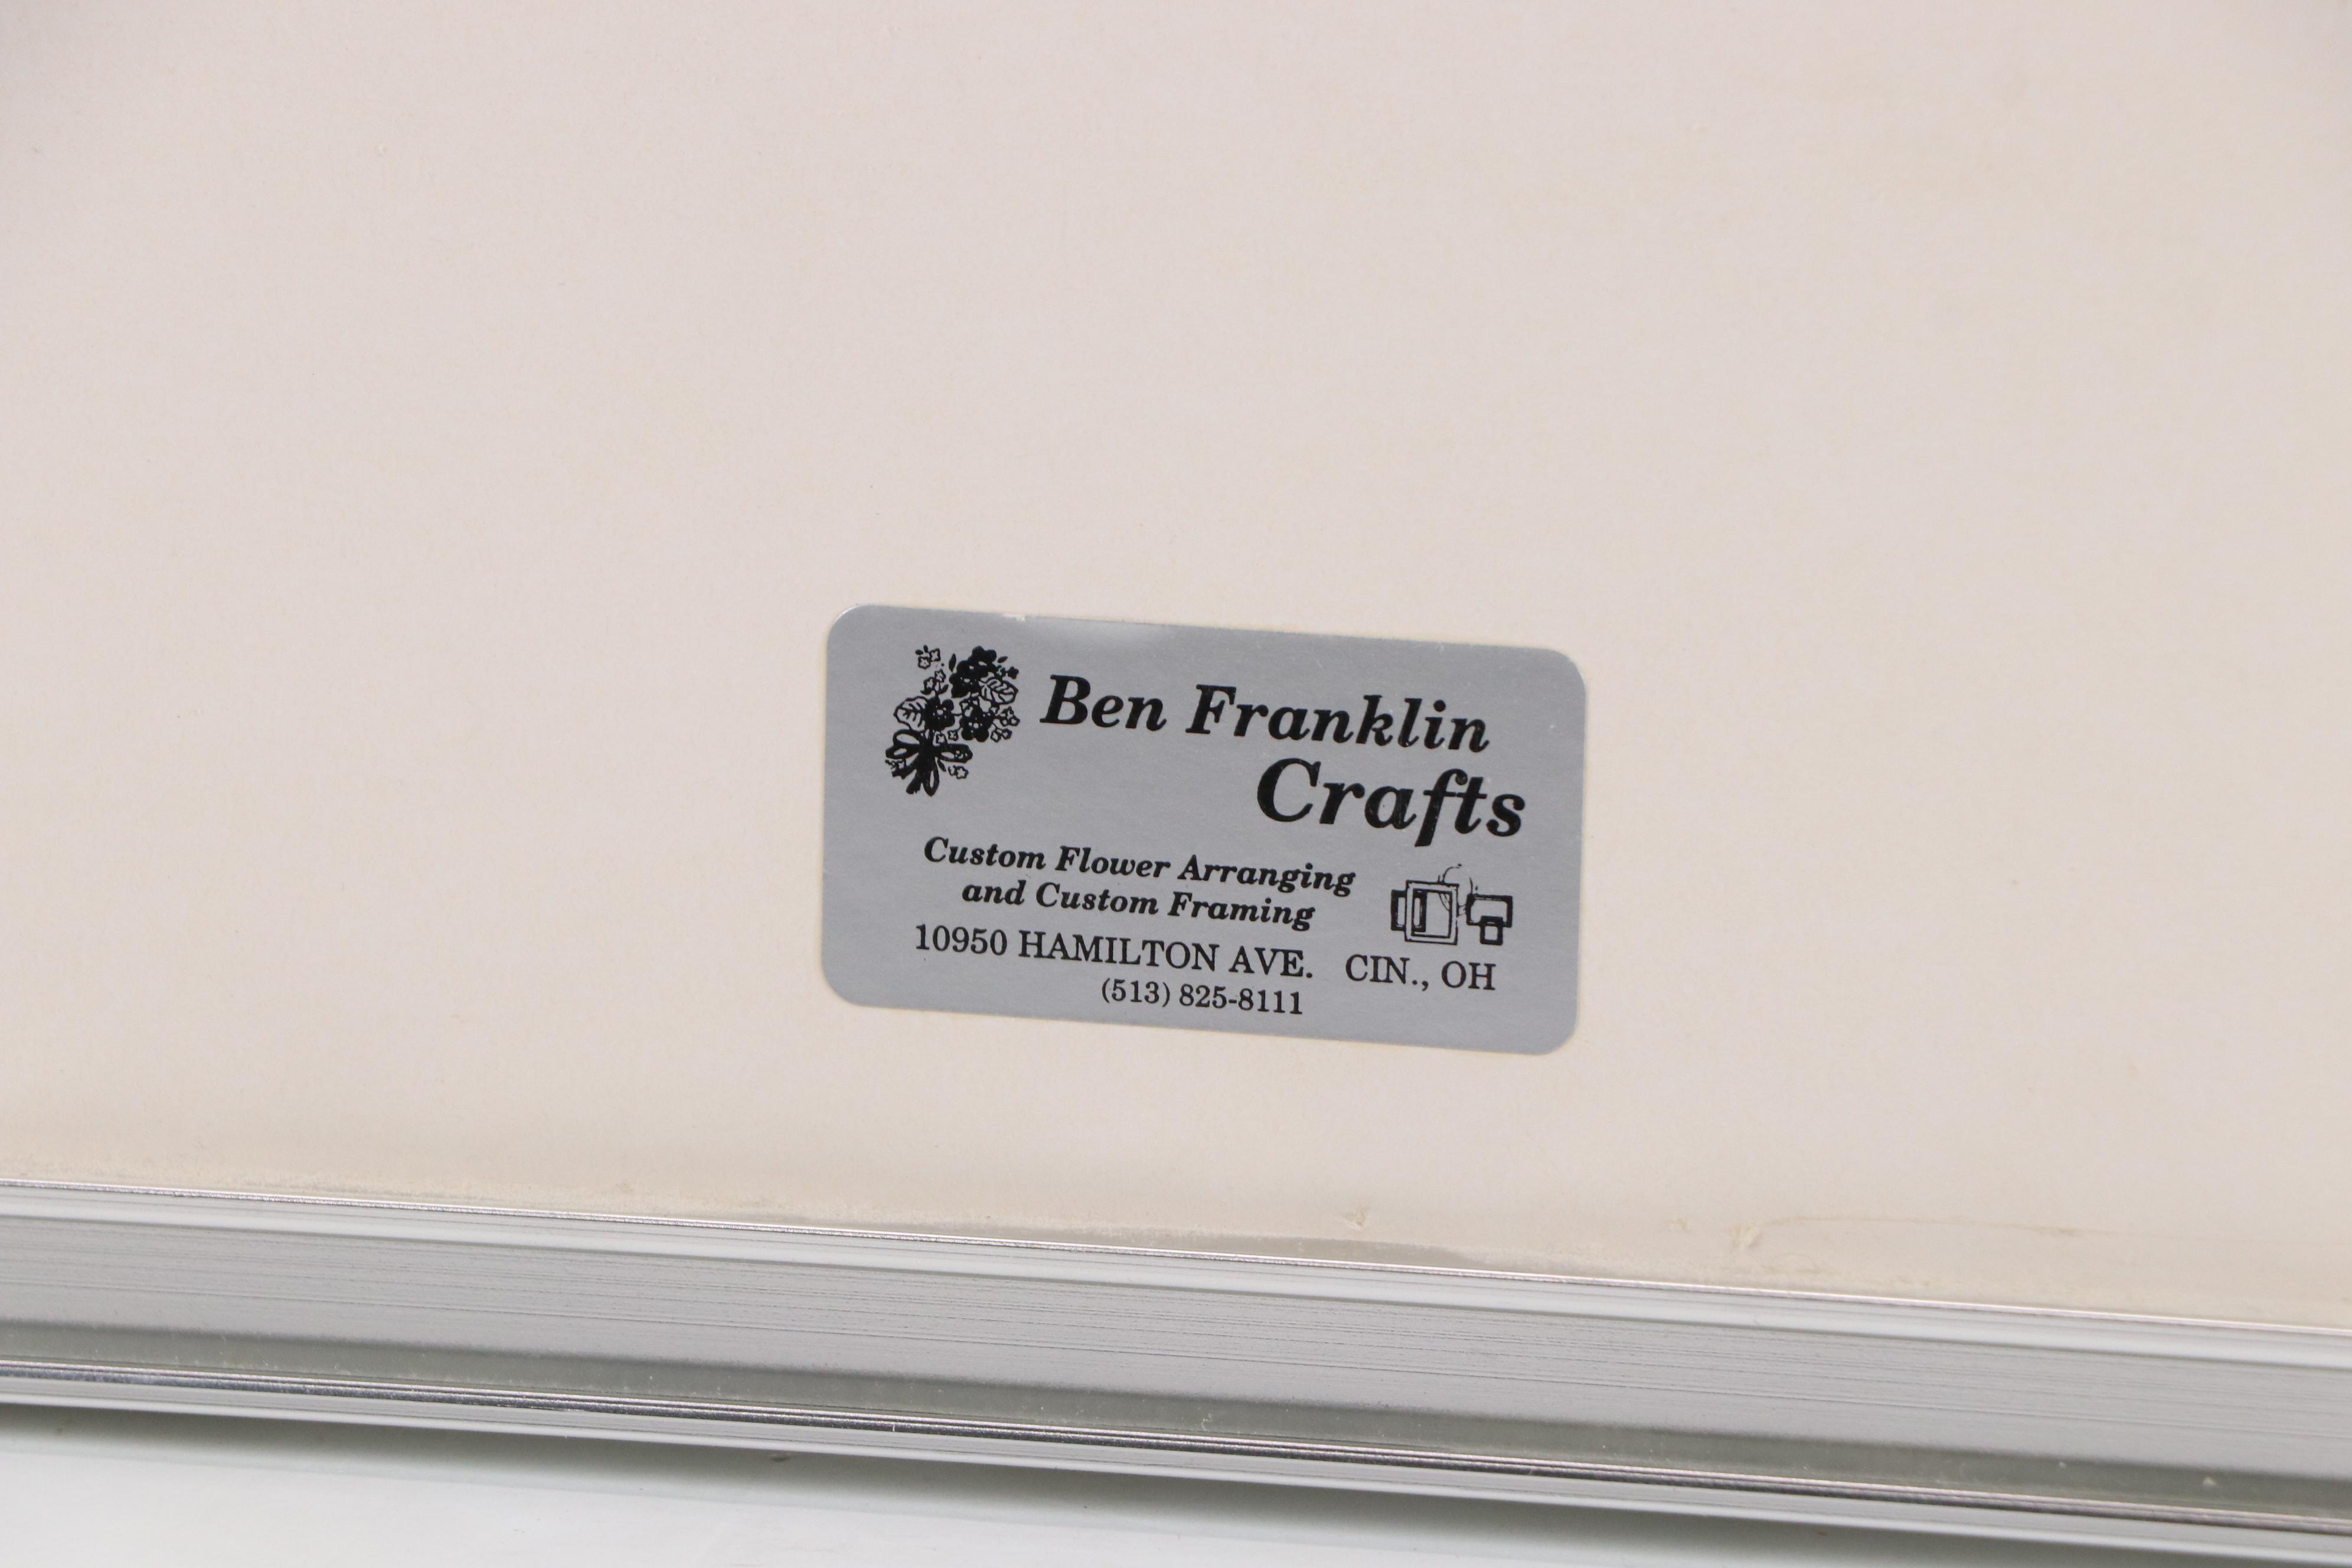 Ben Franklin
Crafts
Custom Flower Arranging
and Custom Framing
10950 HAMILTON AVE. CIN., OH
(513) 825-8111